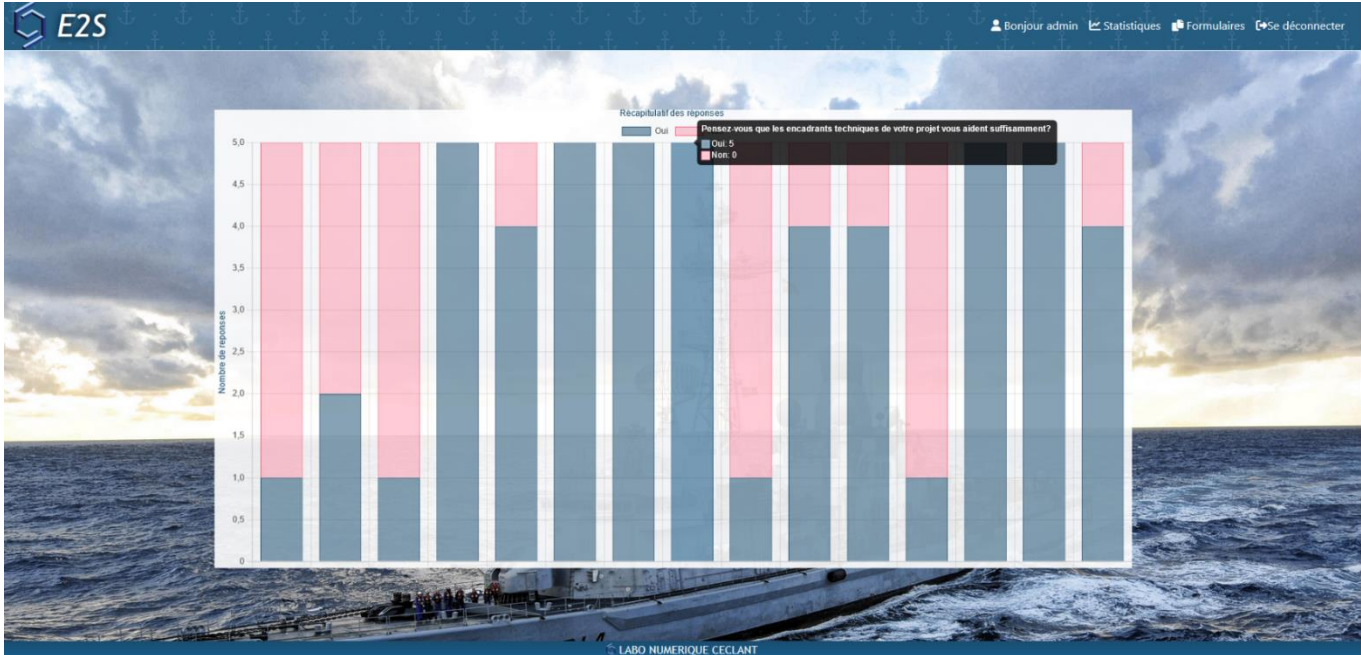 E2S
Bonjour admin Statistiques Formulaires Se déconnecter
Récapitulatif des réponses
Oui
Pensez-vous que les encadrants techniques de votre projet vous aident suffisamment?
Oui: 5
Non: 0
5,0
4,5
4,0
3,5
3,0
2,5
2,0
1,5
1,0
0,5
0
Nombre de reponses
LABO NUMERIQUE CECLANT